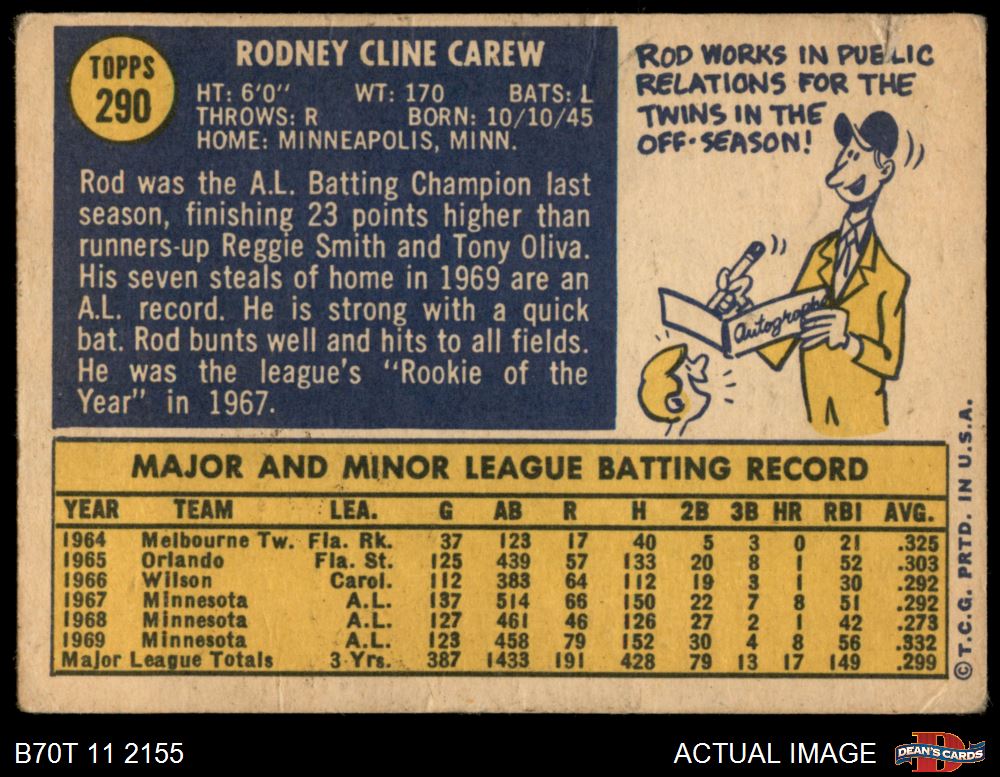 TOPPS
290
RODNEY CLINE CAREW
HT: 6'0" WT: 170 BATS: L
THROWS: R BORN: 10/10/45
HOME: MINNEAPOLIS, MINN.
Rod was the A.L. Batting Champion last
season, finishing 23 points higher than
runners-up Reggie Smith and Tony Oliva.
His seven steals of home in 1969 are an
A.L. record. He is strong with a quick
bat. Rod bunts well and hits to all fields.
He was the league's "Rookie of the
Year" in 1967.
ROD WORKS IN PUBLIC
RELATIONS FOR THE
TWINS IN THE
OFF-SEASON!
Autographs
MAJOR AND MINOR LEAGUE BATTING RECORD
YEAR TEAM LEA. G AB R H 2B 3B HR RBI AVG.
1964 Melbourne Tw. Fla. Rk. 37 123 17 40 5 3 0 21 .325
1965 Orlando Fla. St. 125 439 57 133 20 8 1 52 .303
1966 Wilson Carol. 112 383 64 112 19 3 1 30 .292
1967 Minnesota A.L. 137 514 66 150 22 7 8 51 .292
1968 Minnesota A.L. 127 461 46 126 27 2 1 42 .273
1969 Minnesota A.L. 123 458 79 152 30 4 8 56 .332
Major League Totals 3 Yrs. 387 1433 191 428 79 13 17 149 .299
©T.C.G. PRTD. IN U.S.A.
B70T 11 2155
ACTUAL IMAGE
DEAN'S CARDS